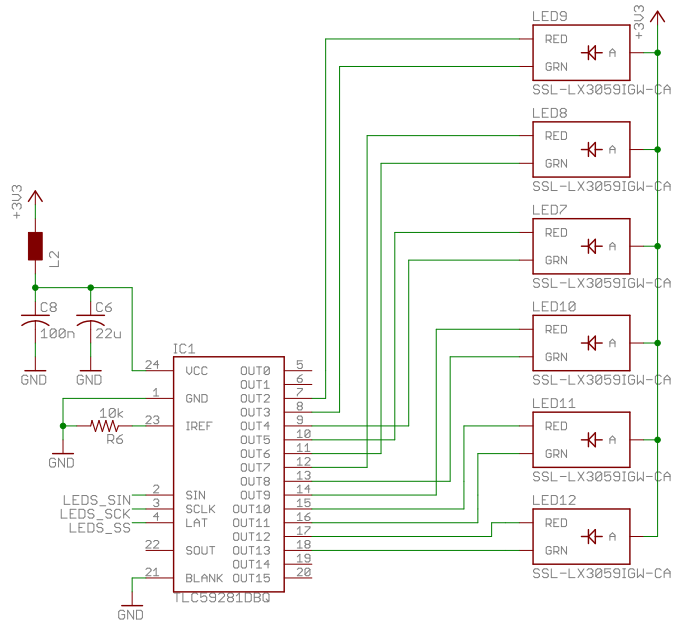 LED9
+3V3
RED
A
GRN
SSL-LX3059IGW-CA
LED8
RED
A
GRN
SSL-LX3059IGW-CA
+3V3
LED7
RED
A
GRN
SSL-LX3059IGW-CA
L2
C8
100n
C6
22u
GND
GND
LED10
RED
A
GRN
SSL-LX3059IGW-CA
IC1
24 VCC OUT0 5
OUT1 6
1 GND OUT2 7
OUT3 8
10k
R6
23 IREF OUT4 9
OUT5 10
OUT6 11
OUT7 12
GND
OUT8 13
LEDS_SIN 2 SIN OUT9 14
LEDS_SCK 3 SCLK OUT10 15
LEDS_SS 4 LAT OUT11 16
OUT12 17
22 SOUT OUT13 18
OUT14 19
21 BLANK OUT15 20
TLC59281DBQ
GND
LED11
RED
A
GRN
SSL-LX3059IGW-CA
LED12
RED
A
GRN
SSL-LX3059IGW-CA